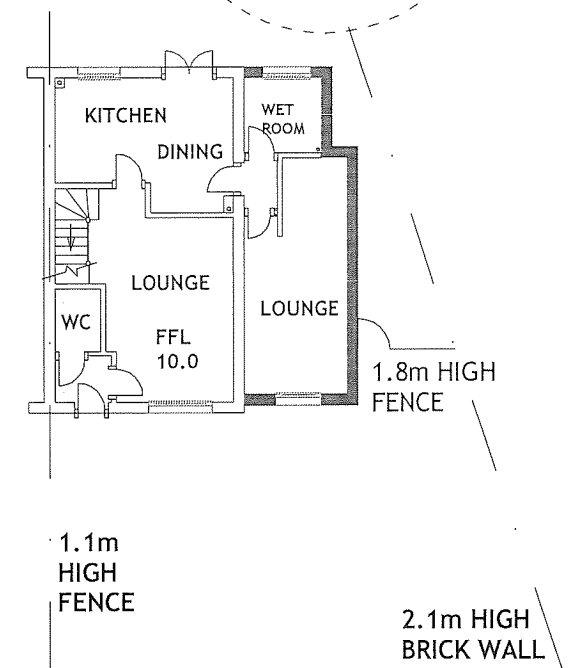 KITCHEN
DINING
WET
ROOM
LOUNGE
LOUNGE
WC
FFL
10.0
1.8m HIGH
FENCE
1.1m
HIGH
FENCE
2.1m HIGH
BRICK WALL